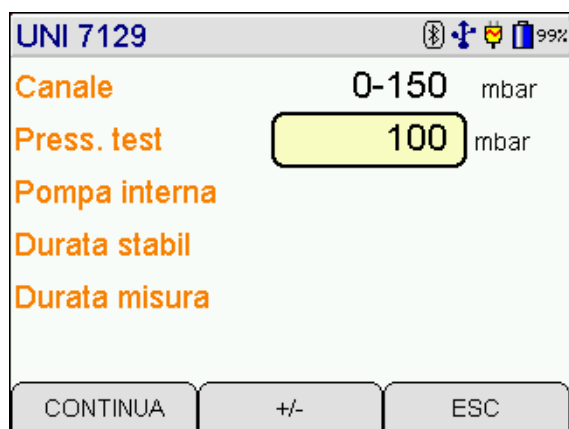 UNI 7129 99%
Canale 0-150 mbar
Press. test 100 mbar
Pompa interna
Durata stabil
Durata misura
CONTINUA +/- ESC